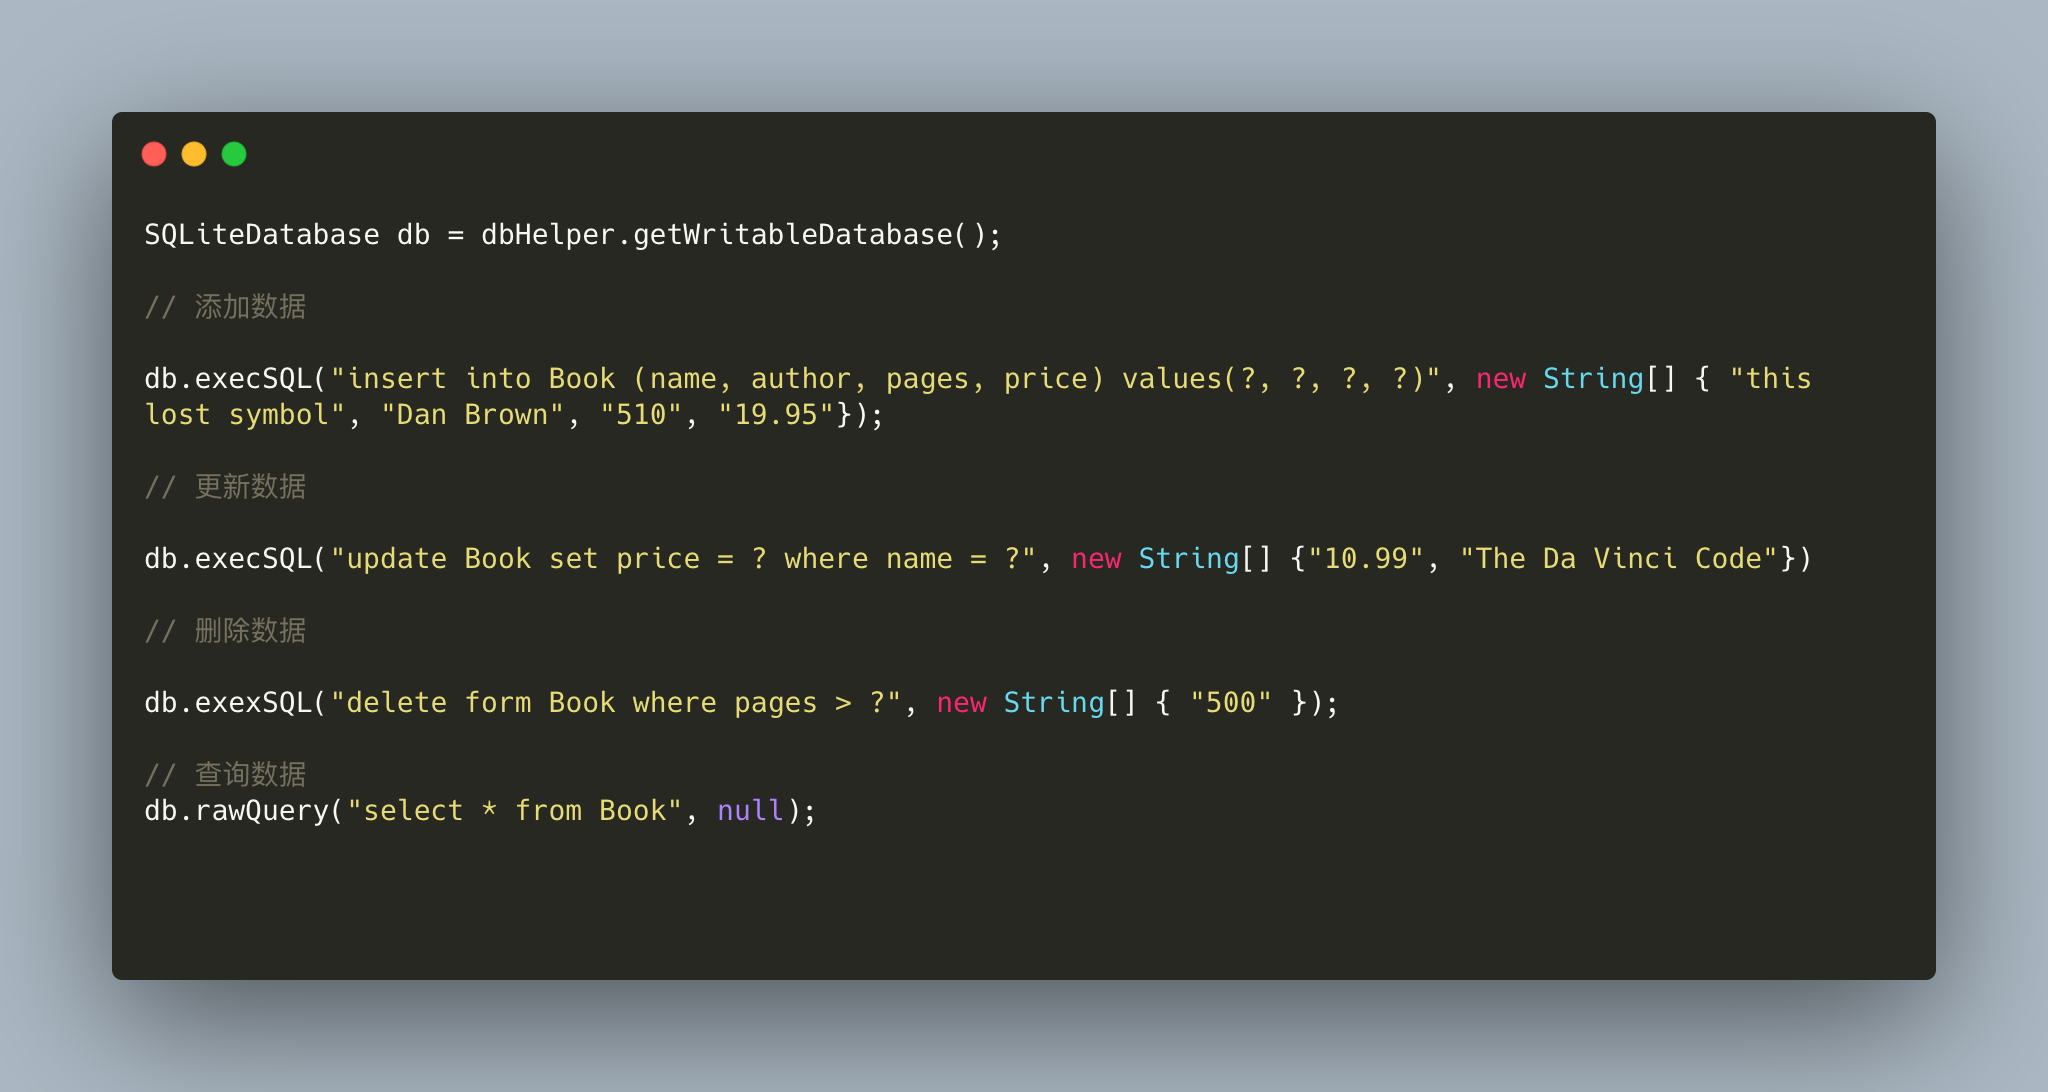 SQLiteDatabase db = dbHelper.getWritableDatabase();
// 添加数据
db.execSQL("insert into Book (name, author, pages, price) values(?, ?, ?, ?)", new String[] { "this
lost symbol", "Dan Brown", "510", "19.95"});
// 更新数据
db.execSQL("update Book set price = ? where name = ?", new String[] {"10.99", "The Da Vinci Code"})
// 删除数据
db.exexSQL("delete form Book where pages > ?", new String[] { "500" });
// 查询数据
db.rawQuery("select * from Book", null);